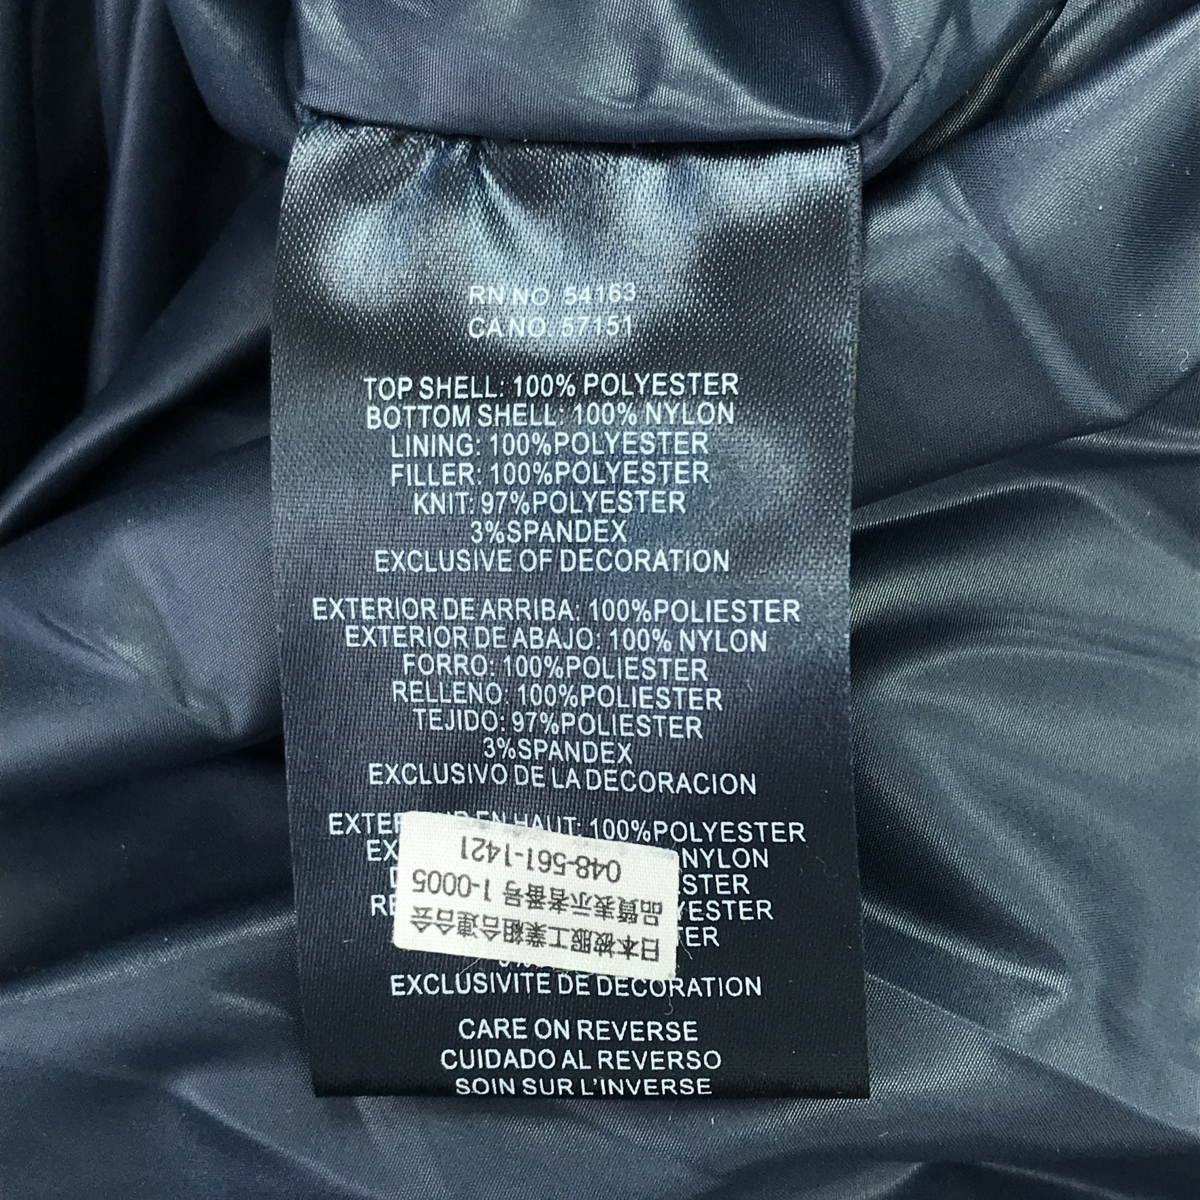 RN NO 54163
CA NO. 57151
TOP SHELL: 100% POLYESTER
BOTTOM SHELL: 100% NYLON
LINING: 100%POLYESTER
FILLER: 100%POLYESTER
KNIT: 97%POLYESTER
3%SPANDEX
EXCLUSIVE OF DECORATION
EXTERIOR DE ARRIBA: 100%POLIESTER
EXTERIOR DE ABAJO: 100% NYLON
FORRO: 100%POLIESTER
RELLENO: 100%POLIESTER
TEJIDO: 97%POLIESTER
3%SPANDEX
EXCLUSIVO DE LA DECORACION
EN HAUT: 100%POLYESTER
NYLON
EXCLUSIVITE DE DECORATION
CARE ON REVERSE
CUIDADO AL REVERSO
SOIN SUR L'INVERSE
日本被服工業組合連合会
品質表示者番号 1-0005
048-561-1421